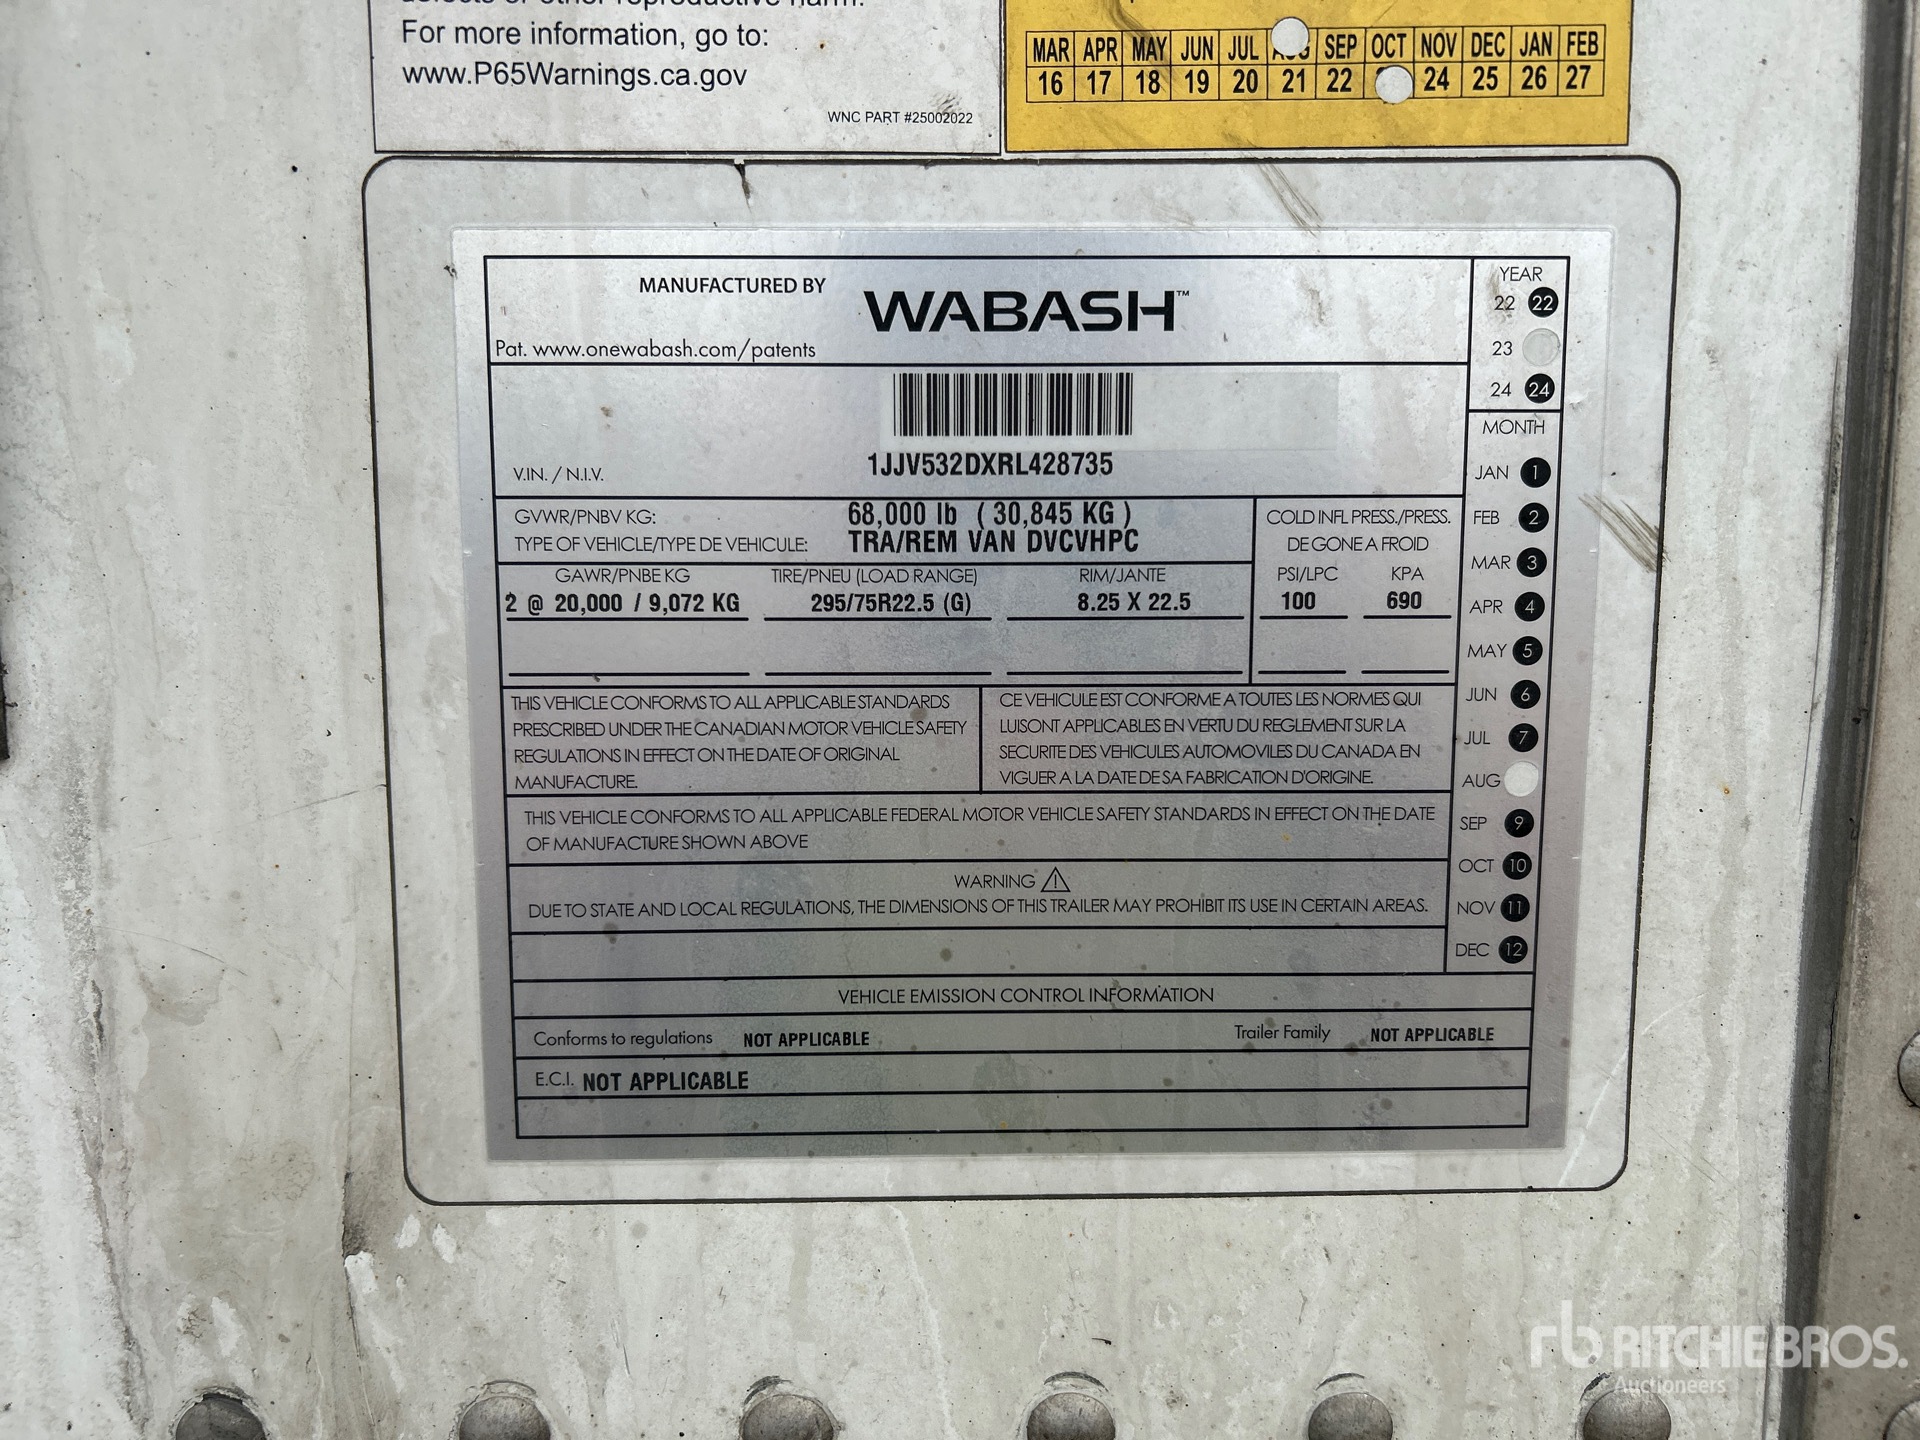 For more information, go to:
www.P65Warnings.ca.gov
WNC PART #25002022
MAR APR MAY JUN JUL AUG SEP OCT NOV DEC JAN FEB
16 17 18 19 20 21 22 24 25 26 27
MANUFACTURED BY WABASH™
Pat. www.onewabash.com/patents
YEAR
22 22
23
24 24
V.IN. / N.I.V.
1JJV532DXRL428735
GVWR/PNBV KG: 68,000 lb ( 30,845 KG )
TYPE OF VEHICLE/TYPE DE VEHICULE: TRA/REM VAN DVCVHPC
COLD INFL PRESS./PRESS.
DE GONE A FROID
GAWR/PNBE KG TIRE/PNEU (LOAD RANGE) RIM/JANTE PSI/LPC KPA
2 @ 20,000 / 9,072 KG 295/75R22.5 (G) 8.25 X 22.5 100 690
THIS VEHICLE CONFORMS TO ALL APPLICABLE STANDARDS
PRESCRIBED UNDER THE CANADIAN MOTOR VEHICLE SAFETY
REGULATIONS IN EFFECT ON THE DATE OF ORIGINAL
MANUFACTURE.
CE VEHICULE EST CONFORME A TOUTES LES NORMES QUI
LUISONT APPLICABLES EN VERTU DU REGLEMENT SUR LA
SECURITE DES VEHICULES AUTOMOVILES DU CANADA EN
VIGUER A LA DATE DE SA FABRICATION D'ORIGINE.
THIS VEHICLE CONFORMS TO ALL APPLICABLE FEDERAL MOTOR VEHICLE SAFETY STANDARDS IN EFFECT ON THE DATE
OF MANUFACTURE SHOWN ABOVE
WARNING
DUE TO STATE AND LOCAL REGULATIONS, THE DIMENSIONS OF THIS TRAILER MAY PROHIBIT ITS USE IN CERTAIN AREAS.
MONTH
JAN 1
FEB 2
MAR 3
APR 4
MAY 5
JUN 6
JUL 7
AUG
SEP 9
OCT 10
NOV 11
DEC 12
VEHICLE EMISSION CONTROL INFORMATION
Conforms to regulations NOT APPLICABLE Trailer Family NOT APPLICABLE
E.C.I. NOT APPLICABLE
rb RITCHIE BROS.
Auctioneers